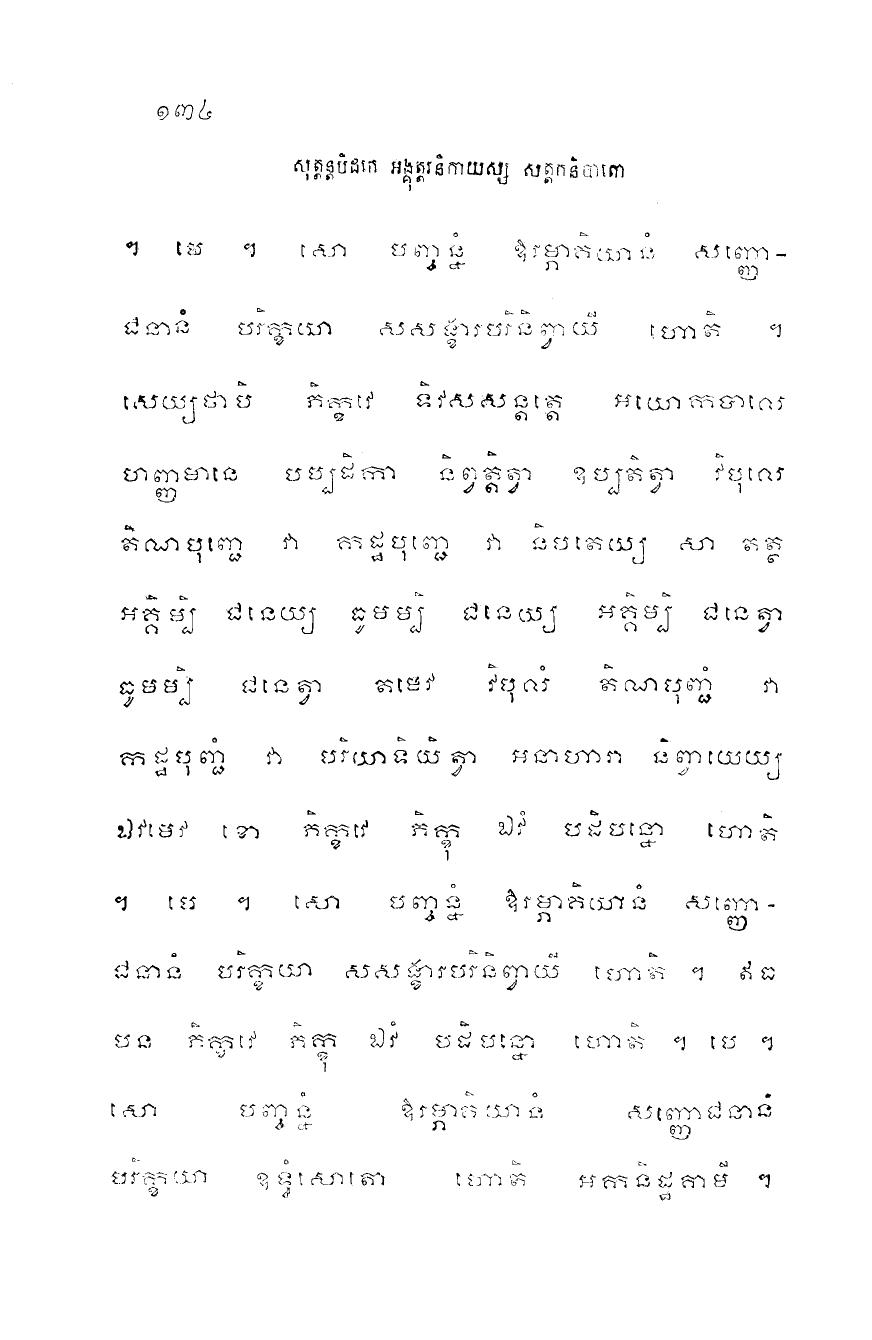 ១៣៤
សុត្តន្តបិដកេ អង្គុត្តរនិកាយស្ស សត្តកនិបាតោ
។ បេ ។ សោ បញ្ចន្នំ ឱរម្ភាគិយានំ សញ្ញោ-
ជនានំ បរិក្ខយា សសង្ខារបរិនិព្វាយី ហោតិ ។
សេយ្យថាបិ ភិក្ខវេ ទិវសសន្តត្តេ អយោកបាលេ
ហញ្ញមានេ បប្បដិកា និព្វត្តិត្វា ឧប្បតិត្វា វិបុលេ
តិណបុញ្ជេ វា កដ្ឋបុញ្ជេ វា និបតេយ្យ សា តត្ថ
អគ្គិម្បិ ជនេយ្យ ធូមម្បិ ជនេយ្យ អគ្គិម្បិ ជនេត្វា
ធូមម្បិ ជនេត្វា តមេវ វិបុលំ តិណបុញ្ជំ វា
កដ្ឋបុញ្ជំ វា បរិយាទិយិត្វា អនាហារា និព្វាយេយ្យ
ឯវមេវ ខោ ភិក្ខវេ ភិក្ខុ ឯវំ បដិបន្នោ ហោតិ
។ បេ ។ សោ បញ្ចន្នំ ឱរម្ភាគិយានំ សញ្ញោ-
ជនានំ បរិក្ខយា សសង្ខារបរិនិព្វាយី ហោតិ ។ ឥធ
បន ភិក្ខវេ ភិក្ខុ ឯវំ បដិបន្នោ ហោតិ ។ បេ ។
សោ បញ្ចន្នំ ឱរម្ភាគិយានំ សញ្ញោជនានំ
បរិក្ខយា ឧទ្ធំសោតោ ហោតិ អកនិដ្ឋគាមី ។